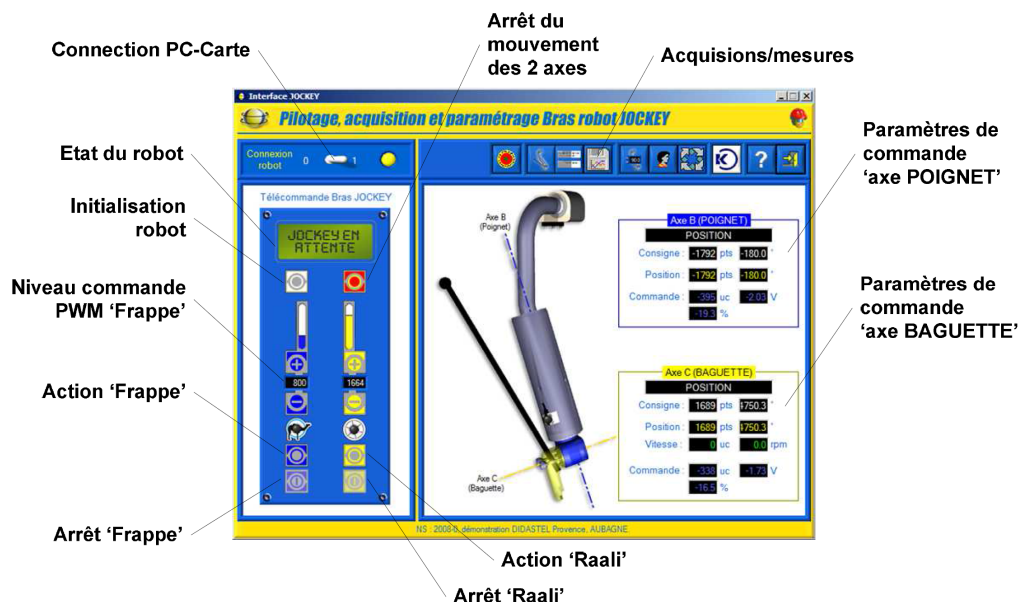 Arrêt du
mouvement
des 2 axes
Connection PC-Carte
Acquisions/mesures
Etat du robot
Initialisation
robot
Niveau commande
PWM ‘Frappe’
Action ‘Frappe’
Arrêt ‘Frappe’
Interface JOCKEY
Pilotage, acquisition et paramétrage Bras robot JOCKEY
Connexion
robot
0 1
Télécommande Bras JOCKEY
JOCKEY EN
ATTENTE
800 1664
Axe B
(Poignet)
Axe C
(Baguette)
Axe B (POIGNET)
POSITION
Consigne : -1792 pts -180.0 °
Position : -1792 pts -180.0 °
Commande : -395 uc -2.03 V
-19.3 %
Axe C (BAGUETTE)
POSITION
Consigne : 1689 pts 4750.3 °
Position : 1689 pts 4750.3 °
Vitesse : 0 uc 0.0 rpm
Commande : -338 uc -1.73 V
-16.5 %
NS : 2008-0, démonstration DIDASTEL Provence, AUBAGNE
Paramètres de
commande
‘axe POIGNET’
Paramètres de
commande
‘axe BAGUETTE’
Action ‘Raali’
Arrêt ‘Raali’